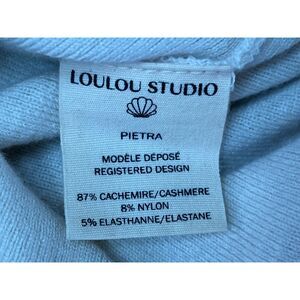 LOULOU STUDIO
PIETRA
MODÈLE DÉPOSÉ
REGISTERED DESIGN
87% CACHEMIRE/CASHMERE
8% NYLON
5% ELASTHANNE/ELASTANE